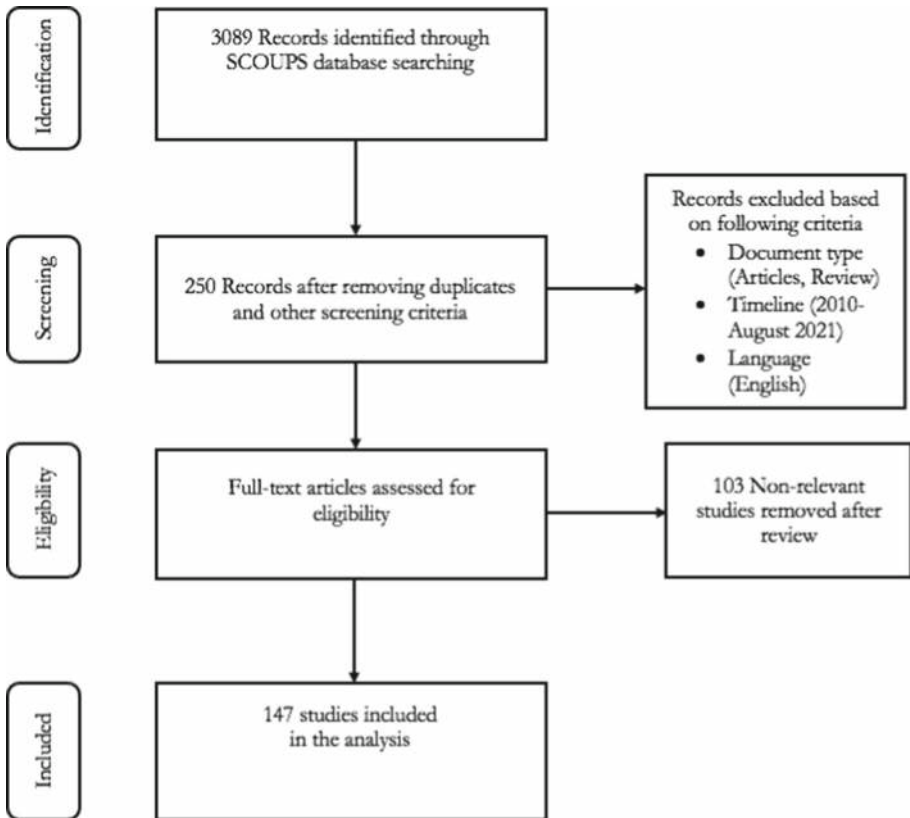 Identification
3089 Records identified through
SCOUPS database searching
Screening
250 Records after removing duplicates
and other screening criteria
Records excluded based
on following criteria
• Document type
(Articles, Review)
• Timeline (2010-
August 2021)
• Language
(English)
Eligibility
Full-text articles assessed for
eligibility
103 Non-relevant
studies removed after
review
Included
147 studies included
in the analysis